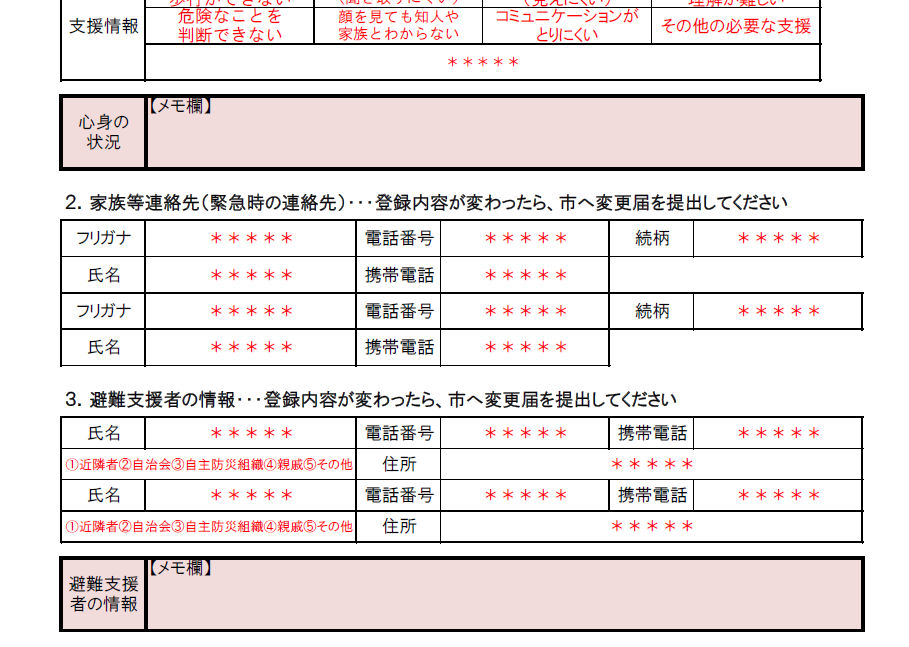 支援情報
危険なことを
判断できない
顔を見ても知人や
家族とわからない
コミュニケーションが
とりにくい
その他の必要な支援
＊＊＊＊＊
心身の
状況
【メモ欄】
２．家族等連絡先（緊急時の連絡先）･･･登録内容が変わったら、市へ変更届を提出してください
フリガナ ＊＊＊＊＊ 電話番号 ＊＊＊＊＊ 続柄 ＊＊＊＊＊
氏名 ＊＊＊＊＊ 携帯電話 ＊＊＊＊＊
フリガナ ＊＊＊＊＊ 電話番号 ＊＊＊＊＊ 続柄 ＊＊＊＊＊
氏名 ＊＊＊＊＊ 携帯電話 ＊＊＊＊＊
３．避難支援者の情報･･･登録内容が変わったら、市へ変更届を提出してください
氏名 ＊＊＊＊＊ 電話番号 ＊＊＊＊＊ 携帯電話 ＊＊＊＊＊
①近隣者②自治会③自主防災組織④親戚⑤その他 住所 ＊＊＊＊＊
氏名 ＊＊＊＊＊ 電話番号 ＊＊＊＊＊ 携帯電話 ＊＊＊＊＊
①近隣者②自治会③自主防災組織④親戚⑤その他 住所 ＊＊＊＊＊
避難支援
者の情報
【メモ欄】